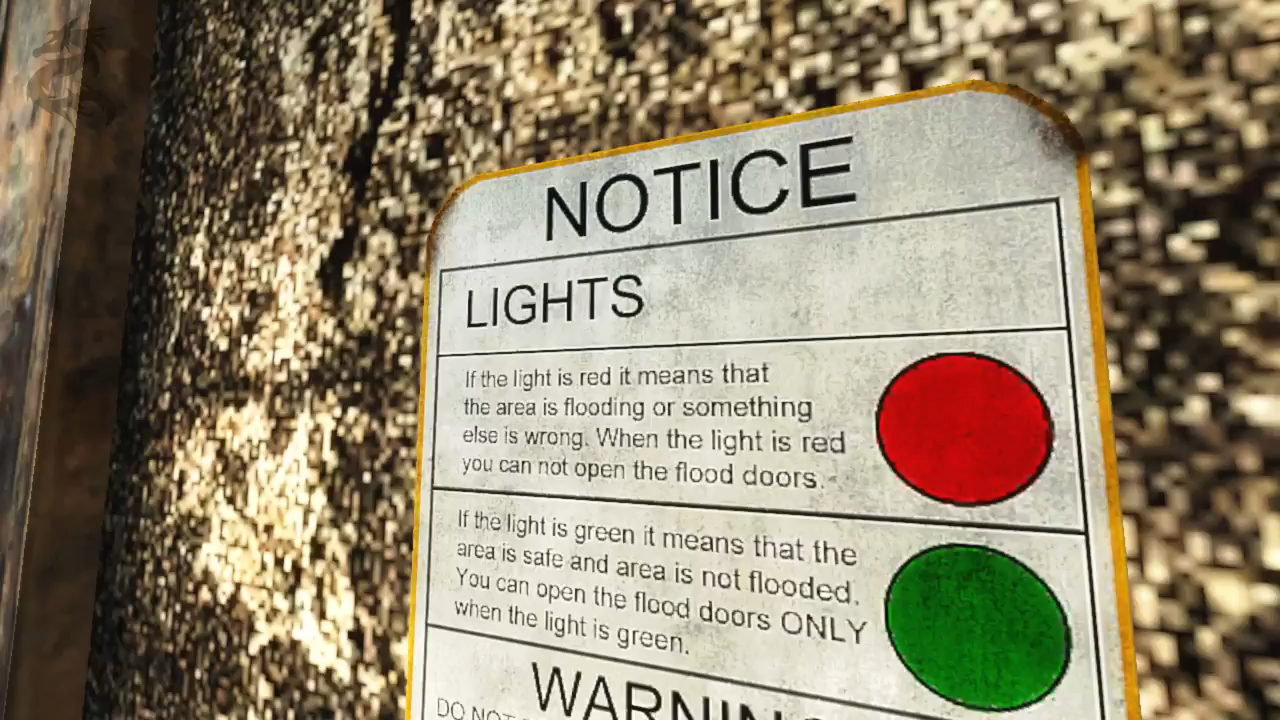 NOTICE
LIGHTS
If the light is red it means that
the area is flooding or something
else is wrong. When the light is red
you can not open the flood doors.
If the light is green it means that the
area is safe and area is not flooded.
You can open the flood doors ONLY
when the light is green.
WARNING
DO NOT